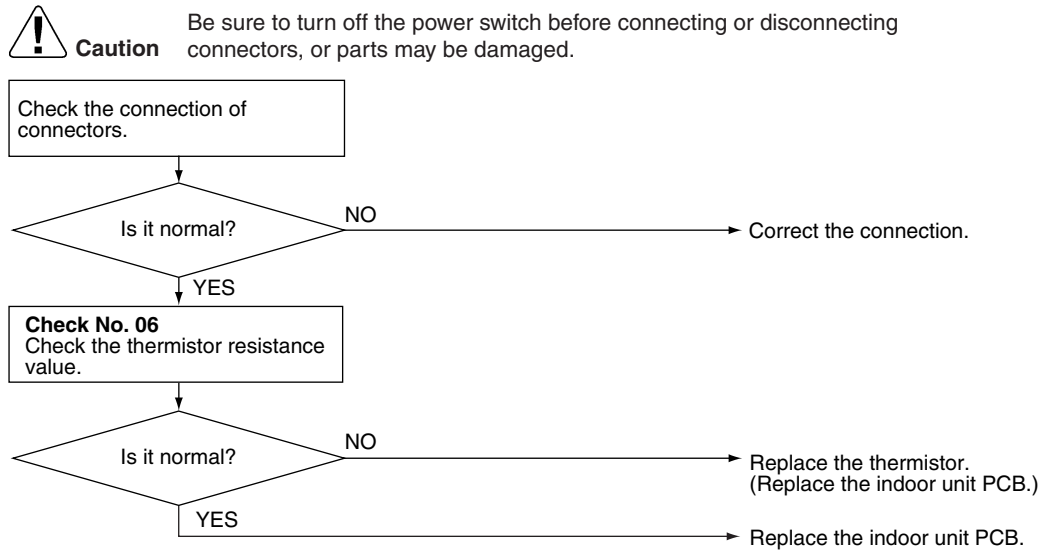 Be sure to turn off the power switch before connecting or disconnecting
Caution connectors, or parts may be damaged.
Check the connection of
connectors.
Is it normal?
NO
Correct the connection.
YES
Check No. 06
Check the thermistor resistance
value.
Is it normal?
NO
Replace the thermistor.
(Replace the indoor unit PCB.)
YES
Replace the indoor unit PCB.